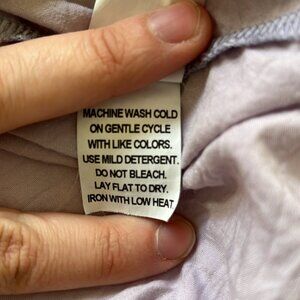 MACHINE WASH COLD
ON GENTLE CYCLE
WITH LIKE COLORS.
USE MILD DETERGENT.
DO NOT BLEACH.
LAY FLAT TO DRY.
IRON WITH LOW HEAT